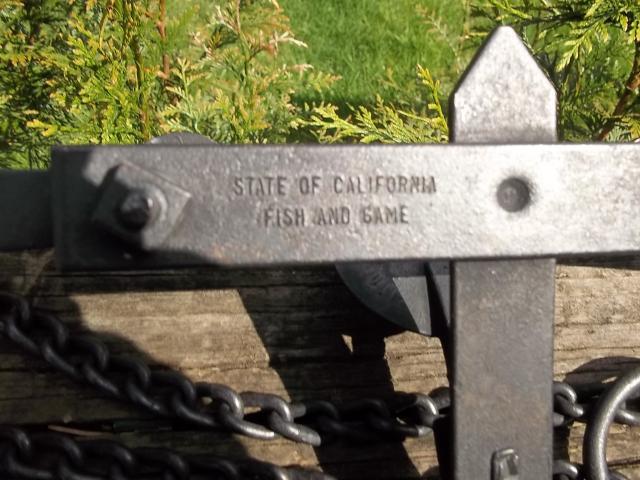 STATE OF CALIFORNIA
FISH AND GAME